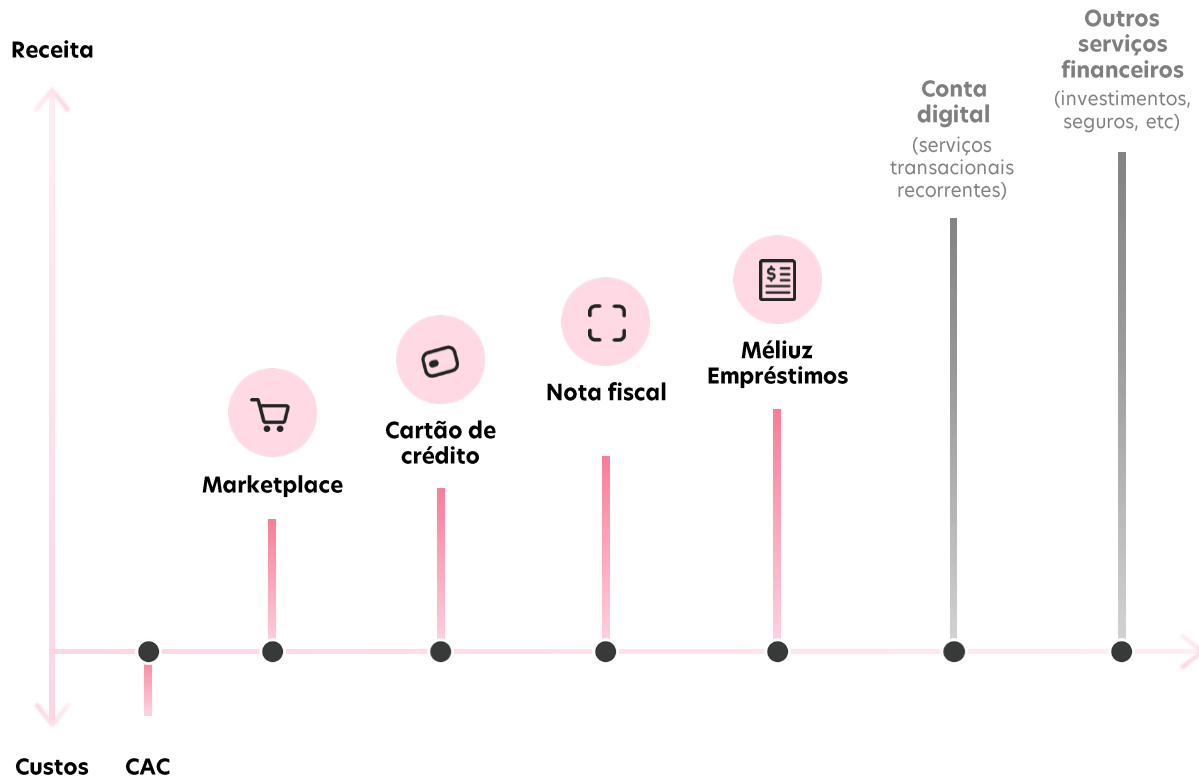 Receita
Marketplace
Cartão de
crédito
Nota fiscal
$
Méliuz
Empréstimos
Conta
digital
(serviços
transacionais
recorrentes)
Outros
serviços
financeiros
(investimentos,
seguros, etc)
Custos
CAC